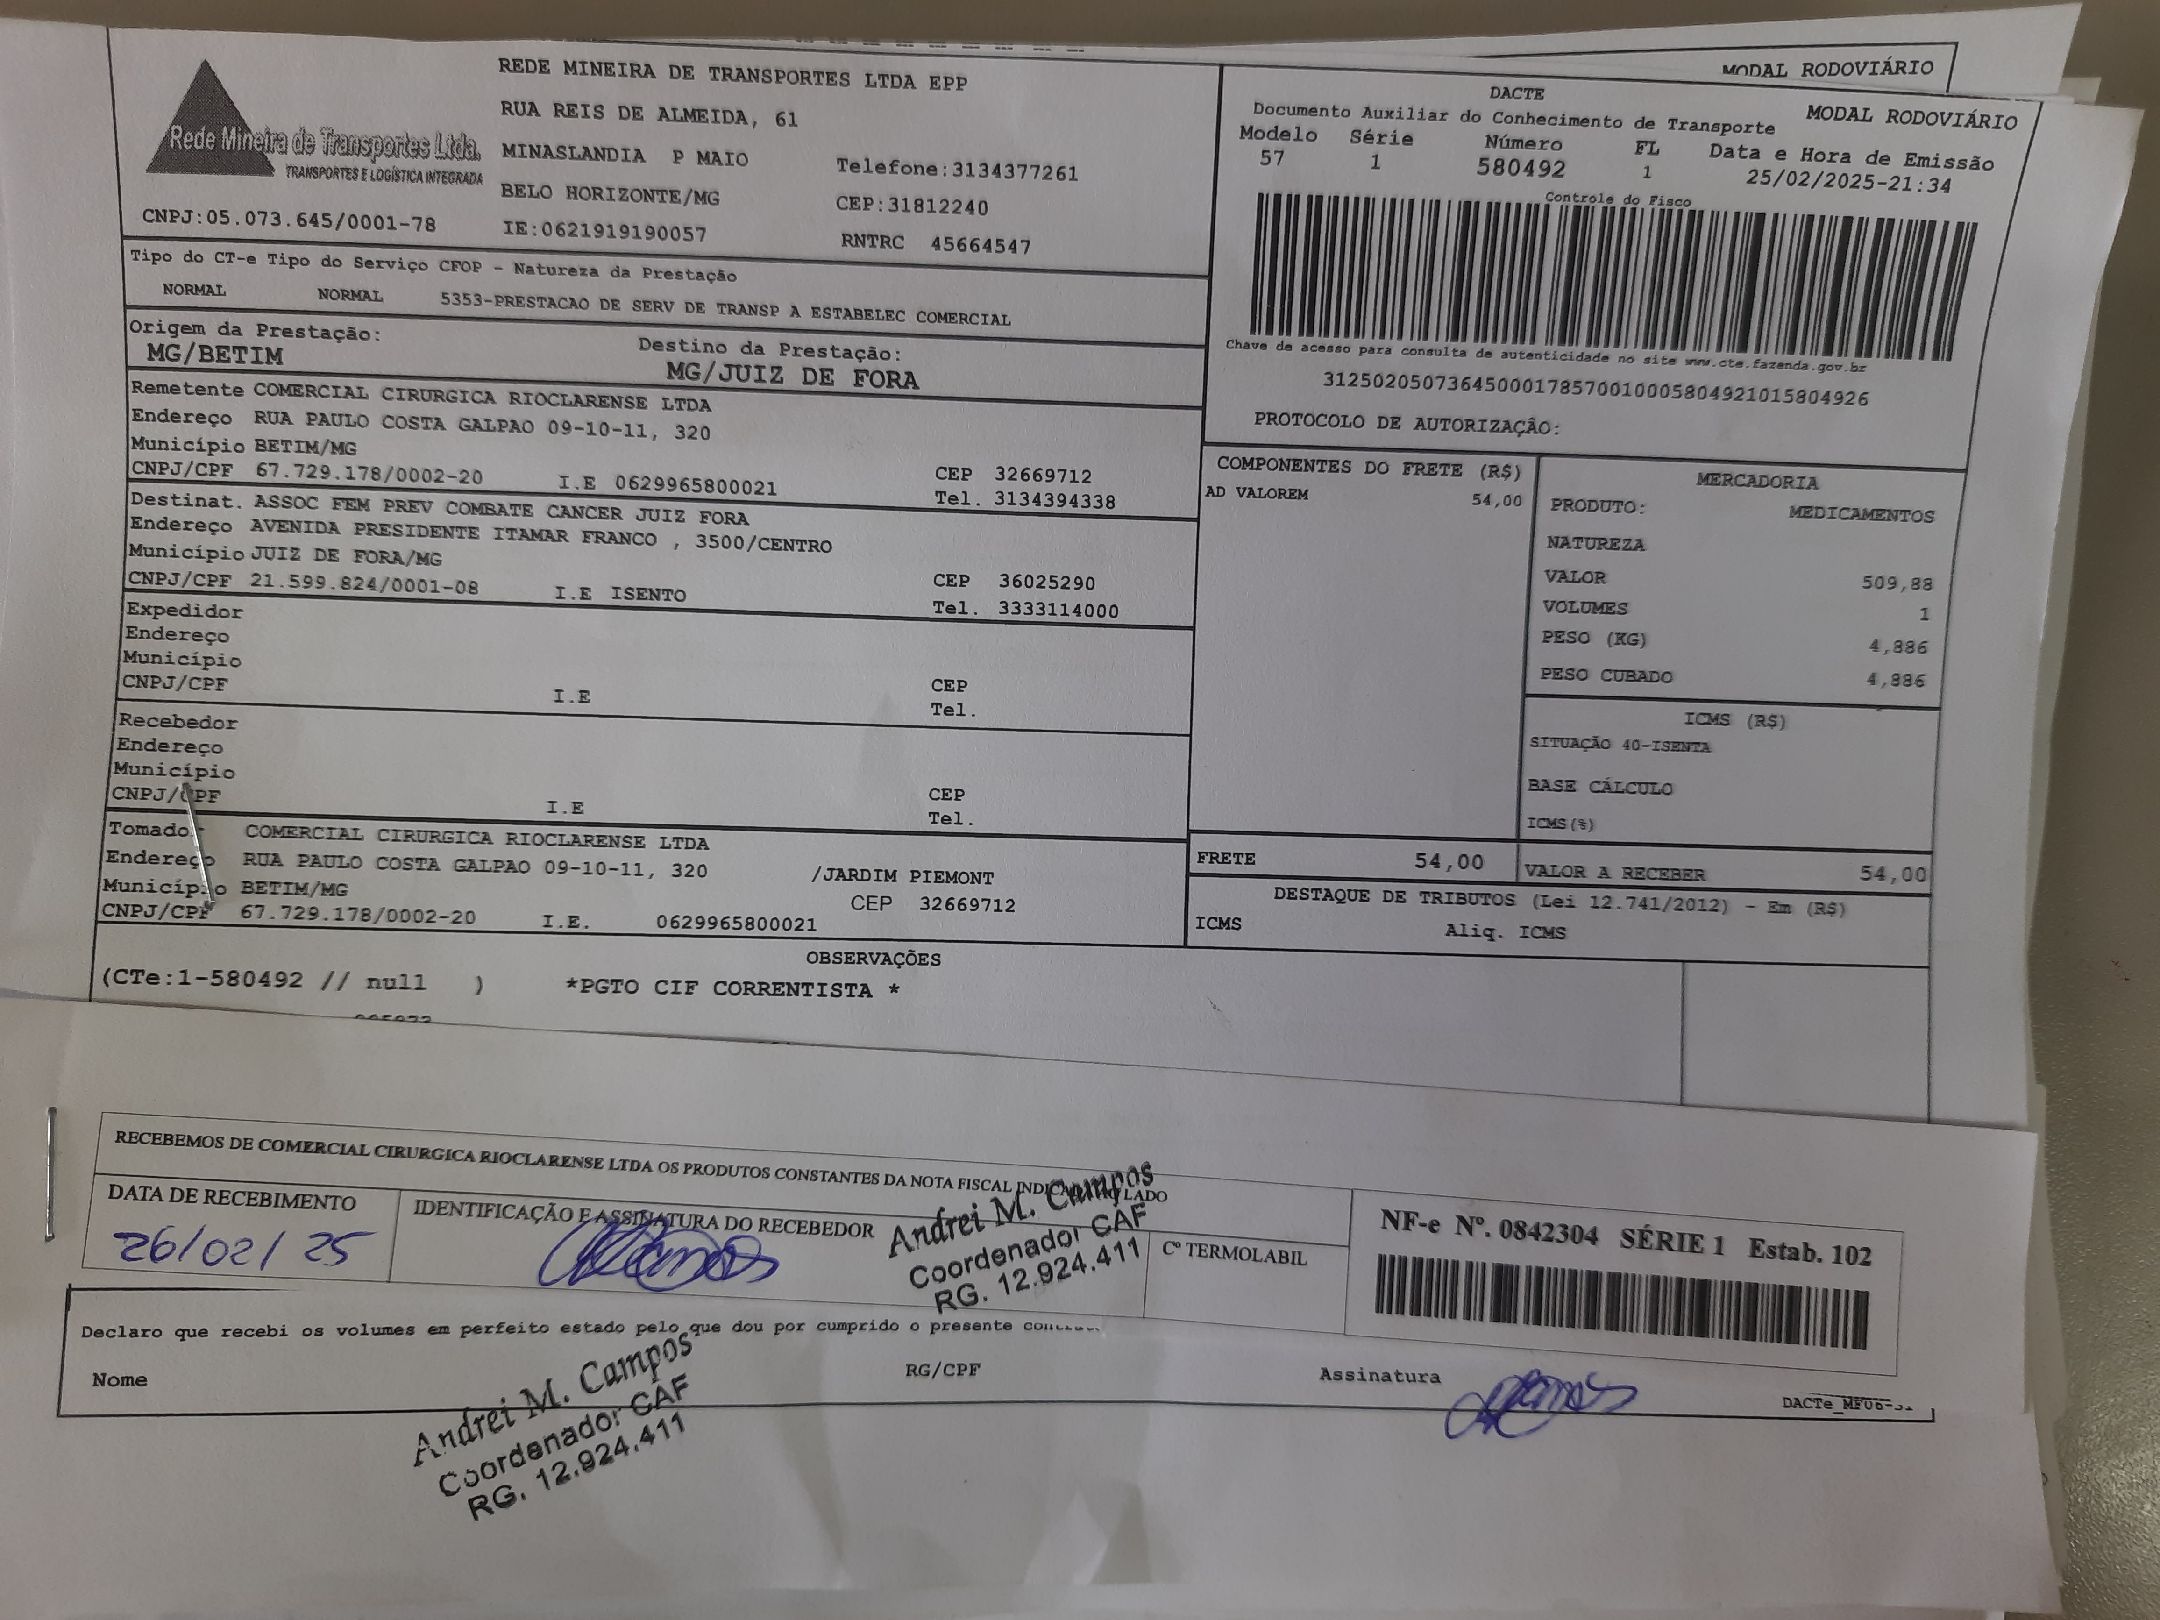 MODAL RODOVIÁRIO
Rede Mineira de Transportes Ltda.
TRANSPORTES E LOGÍSTICA INTEGRADA
CNPJ:05.073.645/0001-78
REDE MINEIRA DE TRANSPORTES LTDA EPP
RUA REIS DE ALMEIDA, 61
MINASLANDIA P MAIO Telefone:3134377261
BELO HORIZONTE/MG CEP:31812240
IE:0621919190057 RNTRC 45664547
DACTE MODAL RODOVIÁRIO
Documento Auxiliar do Conhecimento de Transporte
Modelo Série Número FL Data e Hora de Emissão
57 1 580492 1 25/02/2025-21:34
Controle do Fisco
Chave de acesso para consulta de autenticidade no site www.cte.fazenda.gov.br
31250205073645000178570010005804921015804926
PROTOCOLO DE AUTORIZAÇÃO:
Tipo do CT-e Tipo do Serviço CFOP - Natureza da Prestação
NORMAL NORMAL 5353-PRESTACAO DE SERV DE TRANSP A ESTABELEC COMERCIAL
Origem da Prestação: Destino da Prestação:
MG/BETIM MG/JUIZ DE FORA
Remetente COMERCIAL CIRURGICA RIOCLARENSE LTDA
Endereço RUA PAULO COSTA GALPAO 09-10-11, 320
Município BETIM/MG CEP 32669712
CNPJ/CPF 67.729.178/0002-20 I.E 0629965800021 Tel. 3134394338
Destinat. ASSOC FEM PREV COMBATE CANCER JUIZ FORA
Endereço AVENIDA PRESIDENTE ITAMAR FRANCO , 3500/CENTRO
Município JUIZ DE FORA/MG CEP 36025290
CNPJ/CPF 21.599.824/0001-08 I.E ISENTO Tel. 3333114000
Expedidor
Endereço
Município CEP
CNPJ/CPF I.E Tel.
Recebedor
Endereço
Município CEP
CNPJ/CPF I.E Tel.
Tomador COMERCIAL CIRURGICA RIOCLARENSE LTDA
Endereço RUA PAULO COSTA GALPAO 09-10-11, 320 /JARDIM PIEMONT
Município BETIM/MG CEP 32669712
CNPJ/CPF 67.729.178/0002-20 I.E. 0629965800021
COMPONENTES DO FRETE (R$)
AD VALOREM 54,00
MERCADORIA
PRODUTO: MEDICAMENTOS
NATUREZA
VALOR 509,88
VOLUMES 1
PESO (KG) 4,886
PESO CUBADO 4,886
ICMS (R$)
SITUAÇÃO 40-ISENTA
BASE CÁLCULO
ICMS(%)
FRETE 54,00 VALOR A RECEBER 54,00
DESTAQUE DE TRIBUTOS (Lei 12.741/2012) - Em (R$)
ICMS Aliq. ICMS
OBSERVAÇÕES
(CTe:1-580492 // null ) *PGTO CIF CORRENTISTA *
RECEBEMOS DE COMERCIAL CIRURGICA RIOCLARENSE LTDA OS PRODUTOS CONSTANTES DA NOTA FISCAL LADO
DATA DE RECEBIMENTO IDENTIFICAÇÃO E ASSINATURA DO RECEBEDOR Cº TERMOLABIL
26/02/25
Andrei M. Campos
Coordenador CAF
RG. 12.924.411
NF-e Nº. 0842304 SÉRIE 1 Estab. 102
Declaro que recebi os volumes em perfeito estado pelo que dou por cumprido o presente
Nome RG/CPF Assinatura
Andrei M. Campos
Coordenador CAF
RG. 12.924.411